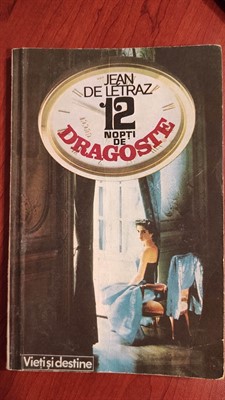 JEAN
DE LETRAZ
12
NOPȚI
DE
DRAGOSTE
Vieți și destine